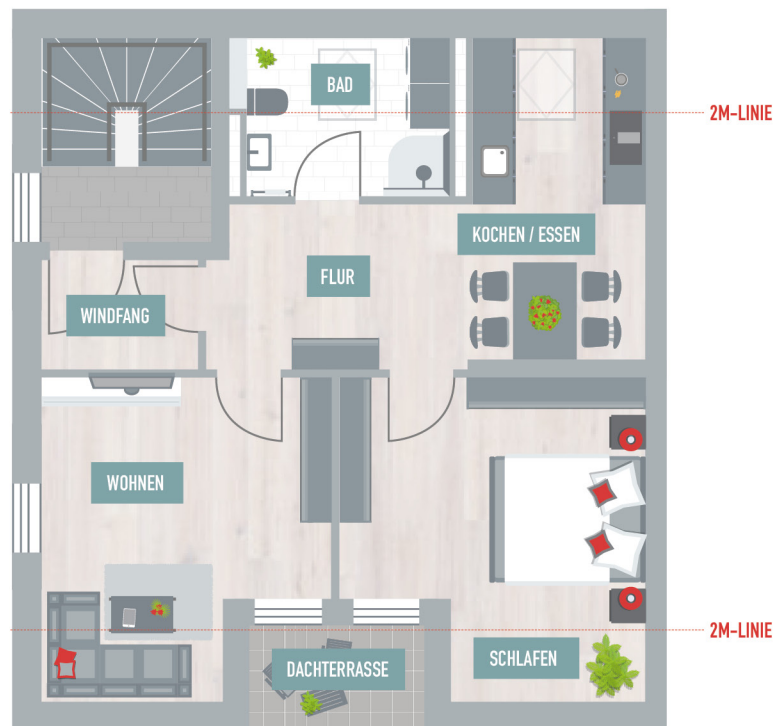 BAD
2M-LINIE
KOCHEN / ESSEN
FLUR
WINDFANG
WOHNEN
2M-LINIE
SCHLAFEN
DACHTERRASSE